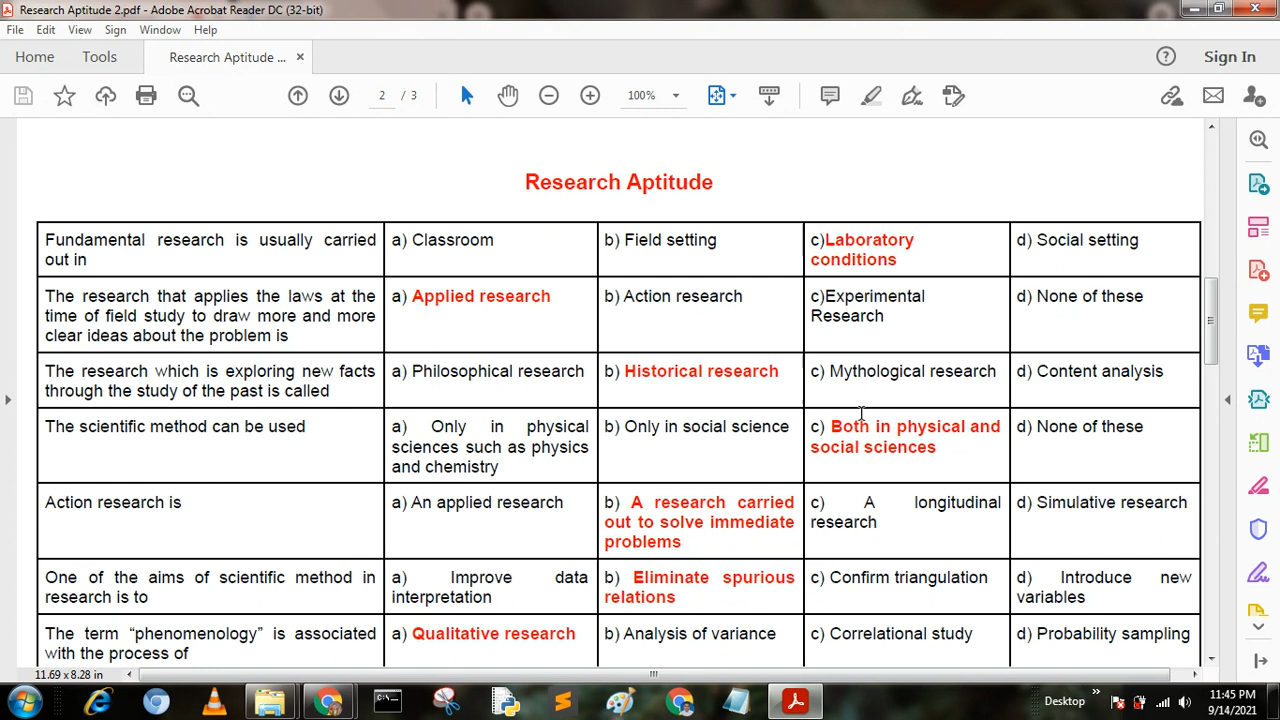 Research Aptitude 2.pdf - Adobe Acrobat Reader DC (32-bit)
File Edit View Sign Window Help
Home Tools Research Aptitude ... × Sign In
2 / 3 100%
Research Aptitude
Fundamental research is usually carried out in
a) Classroom
b) Field setting
c)Laboratory conditions
d) Social setting
The research that applies the laws at the time of field study to draw more and more clear ideas about the problem is
a) Applied research
b) Action research
c)Experimental Research
d) None of these
The research which is exploring new facts through the study of the past is called
a) Philosophical research
b) Historical research
c) Mythological research
d) Content analysis
The scientific method can be used
a) Only in physical sciences such as physics and chemistry
b) Only in social science
c) Both in physical and social sciences
d) None of these
Action research is
a) An applied research
b) A research carried out to solve immediate problems
c) A longitudinal research
d) Simulative research
One of the aims of scientific method in research is to
a) Improve data interpretation
b) Eliminate spurious relations
c) Confirm triangulation
d) Introduce new variables
The term “phenomenology” is associated with the process of
a) Qualitative research
b) Analysis of variance
c) Correlational study
d) Probability sampling
11.69 x 8.28 in
Desktop
11:45 PM
9/14/2021